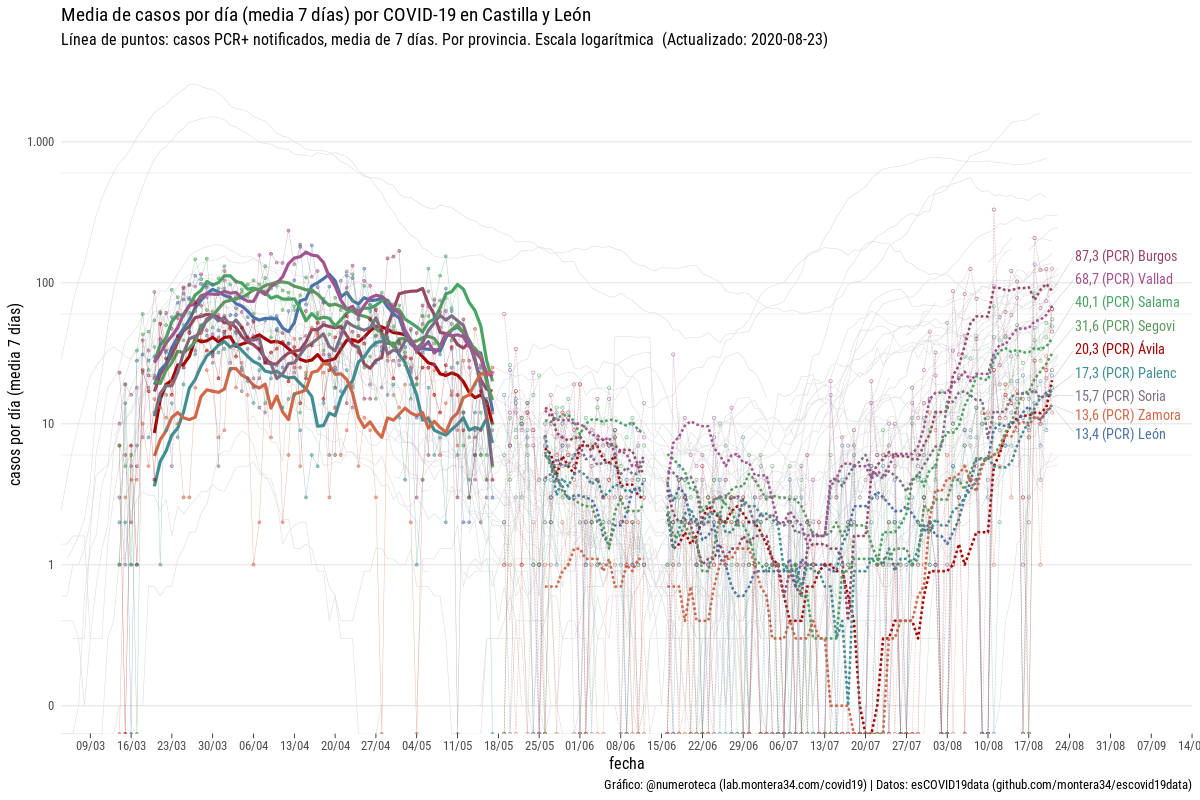 Media de casos por día (media 7 días) por COVID-19 en Castilla y León
Línea de puntos: casos PCR+ notificados, media de 7 días. Por provincia. Escala logarítmica (Actualizado: 2020-08-23)
casos por día (media 7 días)
1.000
100
10
1
0
87,3 (PCR) Burgos
68,7 (PCR) Vallad
40,1 (PCR) Salama
31,6 (PCR) Segovi
20,3 (PCR) Ávila
17,3 (PCR) Palenc
15,7 (PCR) Soria
13,6 (PCR) Zamora
13,4 (PCR) León
09/03 16/03 23/03 30/03 06/04 13/04 20/04 27/04 04/05 11/05 18/05 25/05 01/06 08/06 15/06 22/06 29/06 06/07 13/07 20/07 27/07 03/08 10/08 17/08 24/08 31/08 07/09 14/0
fecha
Gráfico: @numeroteca (lab.montera34.com/covid19) | Datos: esCOVID19data (github.com/montera34/escovid19data)